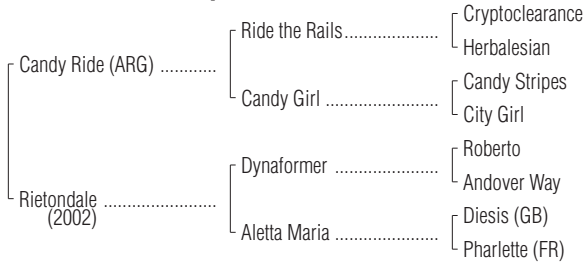 Cryptoclearance
Ride the Rails
Herbalesian
Candy Ride (ARG)
Candy Stripes
Candy Girl
City Girl
Roberto
Dynaformer
Andover Way
Rietondale
(2002)
Diesis (GB)
Aletta Maria
Pharlette (FR)